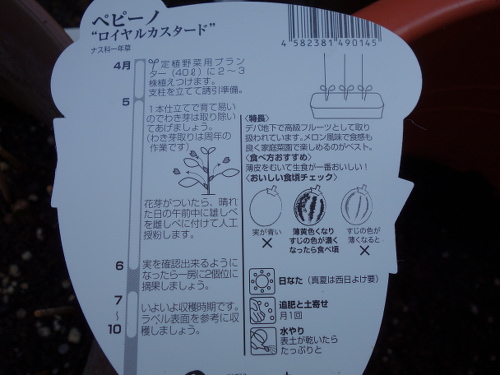 ペピーノ
“ロイヤルカスタード”
ナス科一年草
4月
定植野菜用プラン
ター(40ℓ)に2～3
株植えつけます。
支柱を立てて誘引準備。
5
1本仕立てで育て易い
のでわき芽は取り除い
てあげましょう。
(わき芽取りは周年の
作業です)
花芽がついたら、晴れ
た日の午前中に雄しべ
を雌しべに付けて人工
授粉します。
6
実を確認出来るように
なったら一房に2個位に
摘果しましょう。
7
～
10
いよいよ収穫時期です。
ラベル表面を参考に収
穫しましょう。
4 582381 490145
〈特長〉
デパ地下で高級フルーツとして取り
扱われています。メロン風味で食感も
良く家庭菜園で楽しめるのがベスト。
〈食べ方おすすめ〉
薄皮をむいて生食が一番おいしい!
〈おいしい食頃チェック〉
実が青い
×
薄黄色くなり
すじの色が濃く
なったら食べ頃
すじの色が
薄くなると
×
日なた(真夏は西日よけ要)
追肥と土寄せ
月1回
水やり
表土が乾いたら
たっぷりと